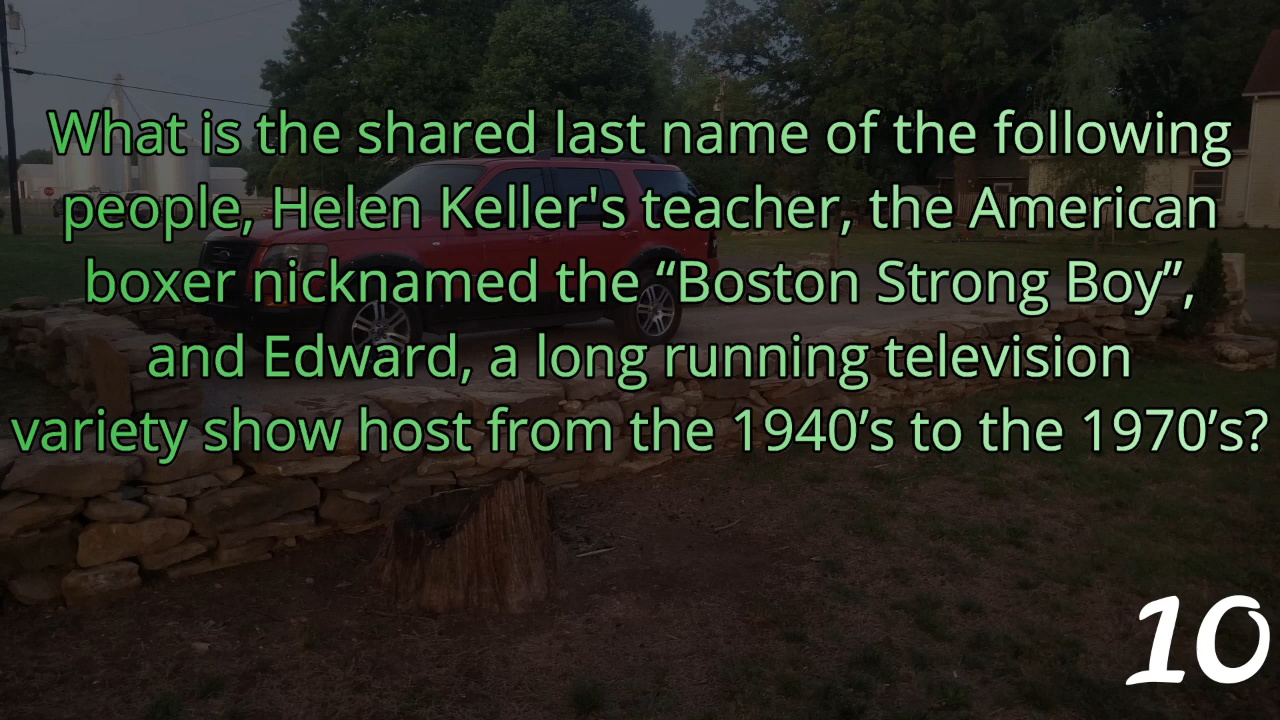 What is the shared last name of the following
people, Helen Keller's teacher, the American
boxer nicknamed the “Boston Strong Boy”,
and Edward, a long running television
variety show host from the 1940’s to the 1970’s?
10